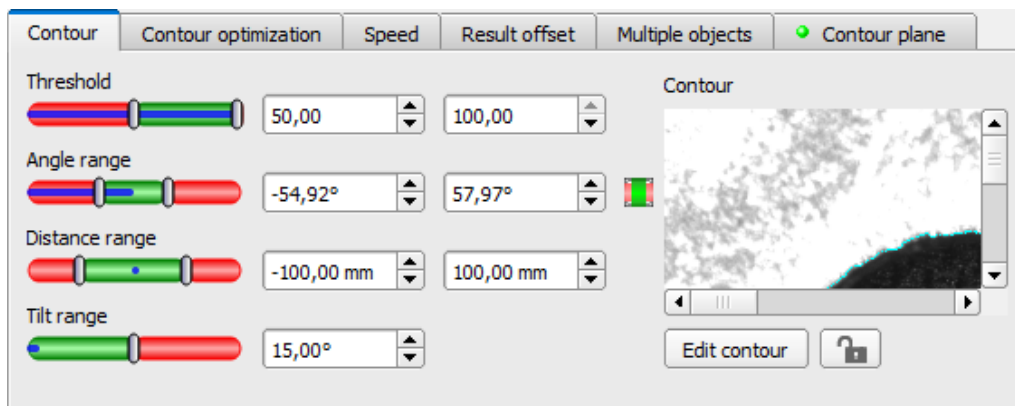 Contour Contour optimization Speed Result offset Multiple objects Contour plane
Threshold
50,00 100,00
Contour
Angle range
-54,92° 57,97°
Distance range
-100,00 mm 100,00 mm
Tilt range
15,00°
Edit contour